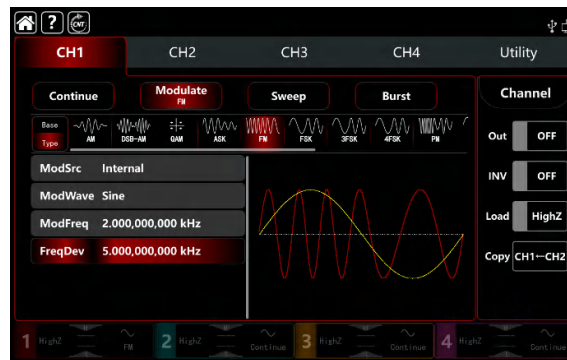 ? CNT
CH1 CH2 CH3 CH4 Utility
Continue Modulate Sweep Burst Channel
FM
Base
Type AM DSB-AM QAM ASK FM FSK 3FSK 4FSK PM
Out OFF
ModSrc Internal
INV OFF
ModWave Sine
ModFreq 2.000,000,000 kHz
Load HighZ
FreqDev 5.000,000,000 kHz
Copy CH1←CH2
1 HighZ FM 2 HighZ Continue 3 HighZ Continue 4 HighZ Continue